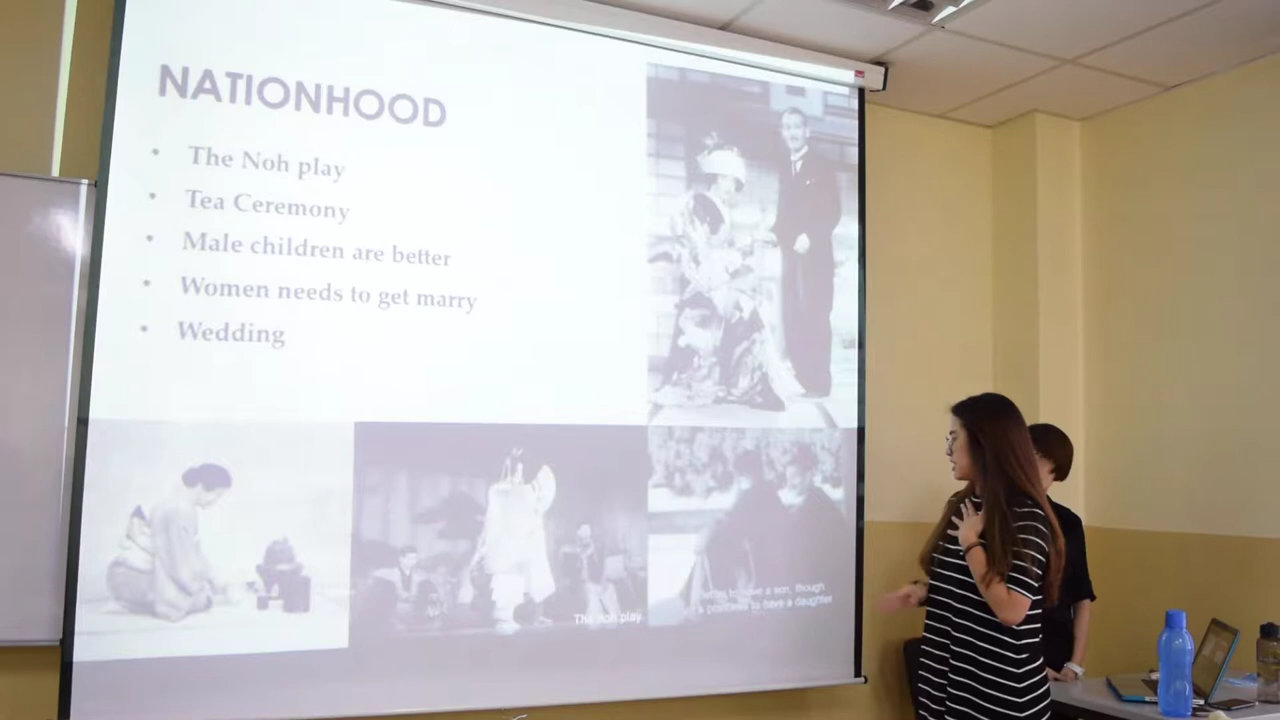 NATIONHOOD
• The Noh play
• Tea Ceremony
• Male children are better
• Women needs to get marry
• Wedding
The Noh play
to have a son, though
a promises to have a daughter